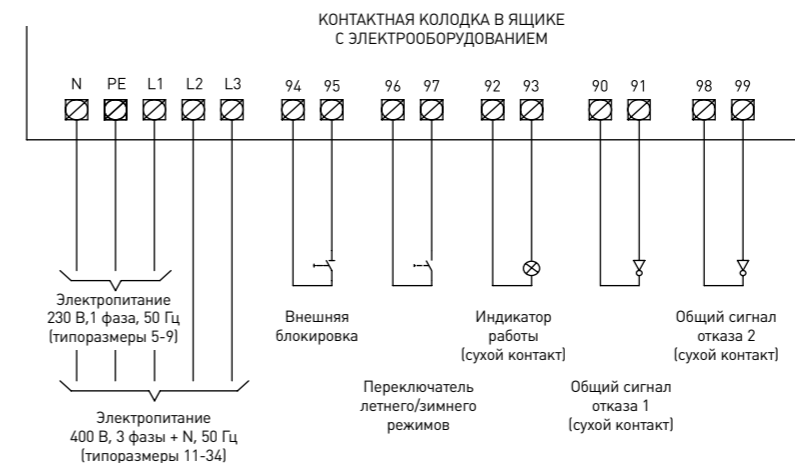 КОНТАКТНАЯ КОЛОДКА В ЯЩИКЕ
С ЭЛЕКТРООБОРУДОВАНИЕМ
N PE L1 L2 L3 94 95 96 97 92 93 90 91 98 99
Электропитание
230 В,1 фаза, 50 Гц
(типоразмеры 5-9)
Внешняя
блокировка
Индикатор
работы
(сухой контакт)
Общий сигнал
отказа 2
(сухой контакт)
Переключатель
летнего/зимнего
режимов
Общий сигнал
отказа 1
(сухой контакт)
Электропитание
400 В, 3 фазы + N, 50 Гц
(типоразмеры 11-34)